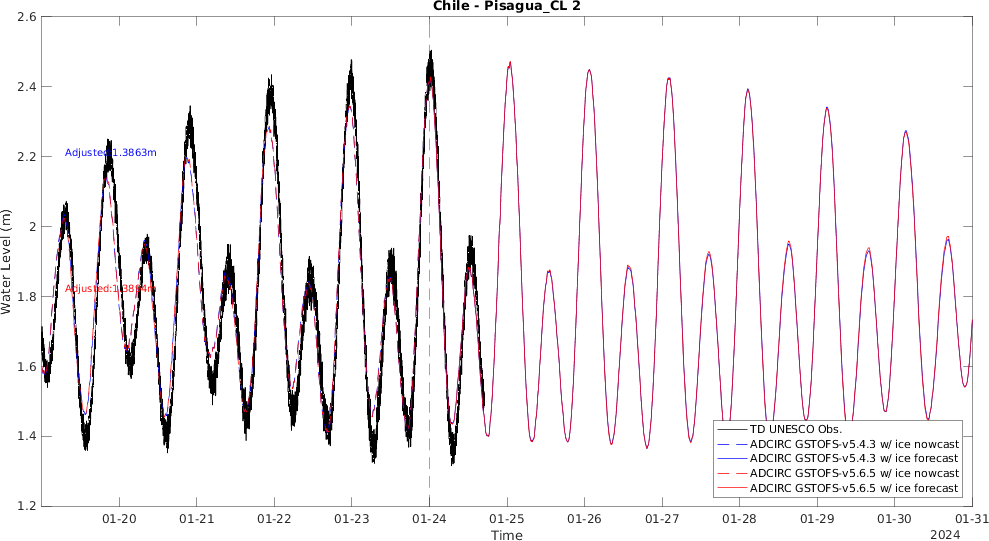 Chile - Pisagua_CL 2
Water Level (m)
2.6
2.4
2.2
2
1.8
1.6
1.4
1.2
Adjusted:1.3863m
TD UNESCO Obs.
ADCIRC GSTOFS-v5.4.3 w/ ice nowcast
ADCIRC GSTOFS-v5.4.3 w/ ice forecast
ADCIRC GSTOFS-v5.6.5 w/ ice nowcast
ADCIRC GSTOFS-v5.6.5 w/ ice forecast
01-20 01-21 01-22 01-23 01-24 01-25 01-26 01-27 01-28 01-29 01-30 01-31
Time
2024